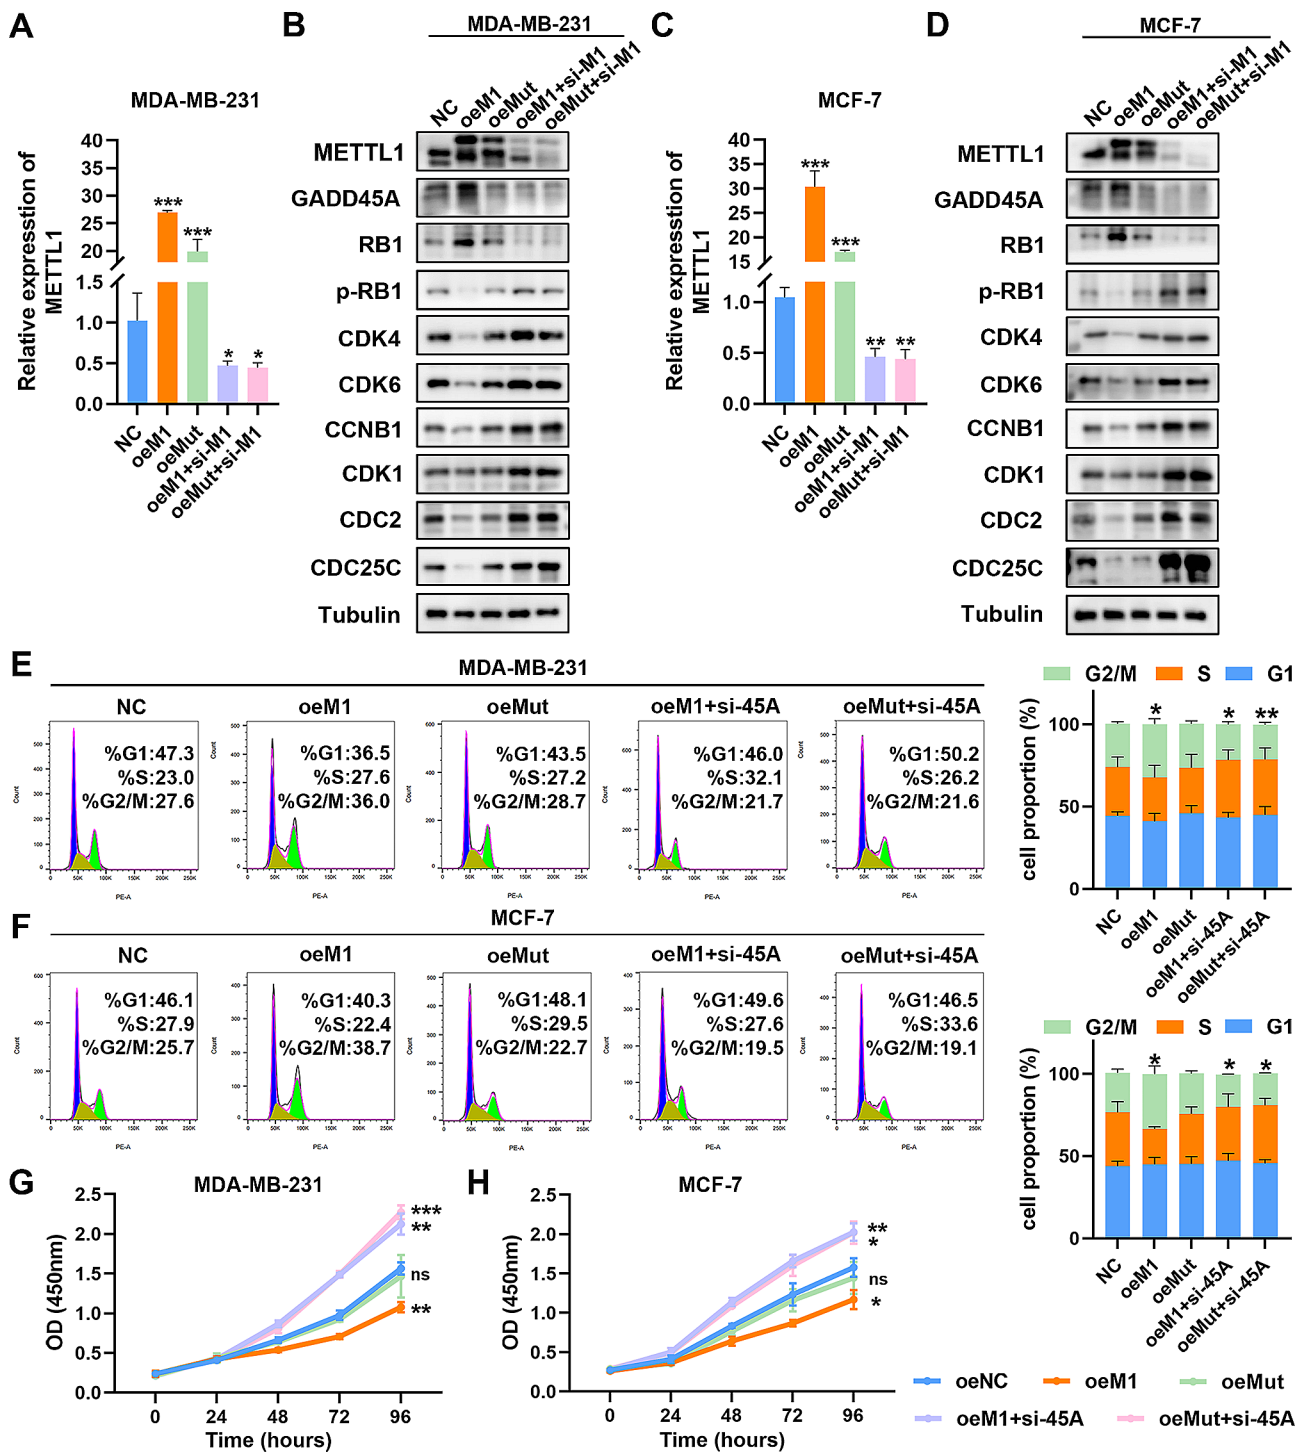 A
MDA-MB-231
Relative expresstion of
METTL1
40
35
30
25
20
1.5
1.0
0.5
0.0
***
***
*
*
NC
oeM1
oeMut
oeM1+si-M1
oeMut+si-M1
B
MDA-MB-231
NC
oeM1
oeMut
oeM1+si-M1
oeMut+si-M1
METTL1
GADD45A
RB1
p-RB1
CDK4
CDK6
CCNB1
CDK1
CDC2
CDC25C
Tubulin
C
MCF-7
Relative expresstion of
METTL1
40
35
30
25
20
15
1.0
0.5
0.0
***
***
**
**
NC
oeM1
oeMut
oeM1+si-M1
oeMut+si-M1
D
MCF-7
NC
oeM1
oeMut
oeM1+si-M1
oeMut+si-M1
METTL1
GADD45A
RB1
p-RB1
CDK4
CDK6
CCNB1
CDK1
CDC2
CDC25C
Tubulin
E
MDA-MB-231
NC
%G1:47.3
%S:23.0
%G2/M:27.6
oeM1
%G1:36.5
%S:27.6
%G2/M:36.0
oeMut
%G1:43.5
%S:27.2
%G2/M:28.7
oeM1+si-45A
%G1:46.0
%S:32.1
%G2/M:21.7
oeMut+si-45A
%G1:50.2
%S:26.2
%G2/M:21.6
Count
PE-A
G2/M S G1
cell proportion (%)
100
50
0
*
*
**
NC
oeM1
oeMut
oeM1+si-45A
oeMut+si-45A
F
MCF-7
NC
%G1:46.1
%S:27.9
%G2/M:25.7
oeM1
%G1:40.3
%S:22.4
%G2/M:38.7
oeMut
%G1:48.1
%S:29.5
%G2/M:22.7
oeM1+si-45A
%G1:49.6
%S:27.6
%G2/M:19.5
oeMut+si-45A
%G1:46.5
%S:33.6
%G2/M:19.1
Count
PE-A
G2/M S G1
cell proportion (%)
100
50
0
*
*
*
NC
oeM1
oeMut
oeM1+si-45A
oeMut+si-45A
G
MDA-MB-231
OD (450nm)
2.5
2.0
1.5
1.0
0.5
0.0
***
**
ns
**
0 24 48 72 96
Time (hours)
H
MCF-7
OD (450nm)
2.5
2.0
1.5
1.0
0.5
0.0
**
*
ns
*
0 24 48 72 96
Time (hours)
oeNC oeM1 oeMut
oeM1+si-45A oeMut+si-45A